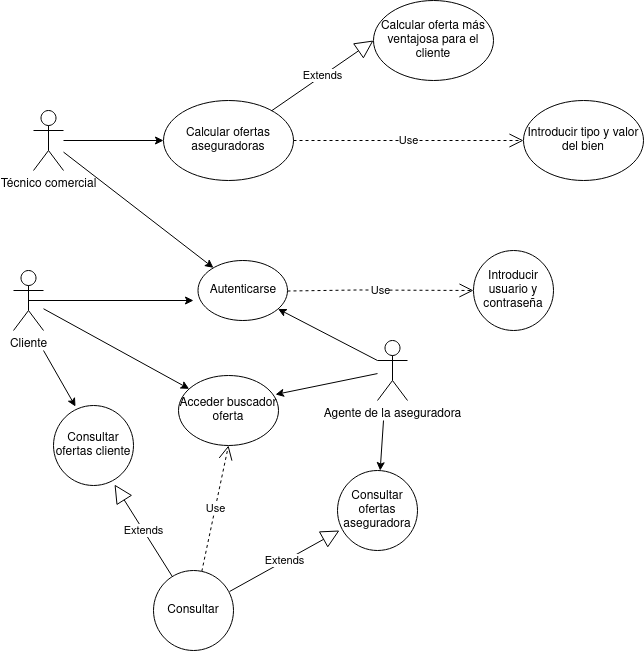 Calcular oferta más
ventajosa para el
cliente
Extends
Calcular ofertas
aseguradoras
Use
Introducir tipo y valor
del bien
Técnico comercial
Autenticarse
Use
Introducir
usuario y
contraseña
Cliente
Acceder buscador
oferta
Agente de la aseguradora
Consultar
ofertas cliente
Consultar
ofertas
aseguradora
Use
Extends
Extends
Consultar